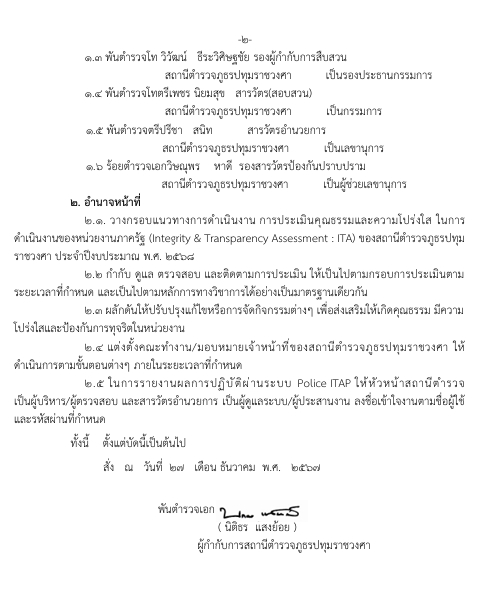 -๒-
๑.๓ พันตำรวจโท วิวัฒน์ ธีระวิศิษฐชัย รองผู้กำกับการสืบสวน
สถานีตำรวจภูธรปทุมราชวงศา เป็นรองประธานกรรมการ
๑.๔ พันตำรวจโทตรีเพชร นิยมสุข สารวัตร(สอบสวน)
สถานีตำรวจภูธรปทุมราชวงศา เป็นกรรมการ
๑.๕ พันตำรวจตรีปรีชา สนิท สารวัตรอำนวยการ
สถานีตำรวจภูธรปทุมราชวงศา เป็นเลขานุการ
๑.๖ ร้อยตำรวจเอกวิษณุพร หาดี รองสารวัตรป้องกันปราบปราม
สถานีตำรวจภูธรปทุมราชวงศา เป็นผู้ช่วยเลขานุการ
๒. อำนาจหน้าที่
๒.๑. วางกรอบแนวทางการดำเนินงาน การประเมินคุณธรรมและความโปร่งใส ในการ
ดำเนินงานของหน่วยงานภาครัฐ (Integrity & Transparency Assessment : ITA) ของสถานีตำรวจภูธรปทุม
ราชวงศา ประจำปีงบประมาณ พ.ศ. ๒๕๖๘
๒.๒ กำกับ ดูแล ตรวจสอบ และติดตามการประเมิน ให้เป็นไปตามกรอบการประเมินตาม
ระยะเวลาที่กำหนด และเป็นไปตามหลักการทางวิชาการได้อย่างเป็นมาตรฐานเดียวกัน
๒.๓ ผลักดันให้ปรับปรุงแก้ไขหรือการจัดกิจกรรมต่างๆ เพื่อส่งเสริมให้เกิดคุณธรรม มีความ
โปร่งใสและป้องกันการทุจริตในหน่วยงาน
๒.๔ แต่งตั้งคณะทำงาน/มอบหมายเจ้าหน้าที่ของสถานีตำรวจภูธรปทุมราชวงศา ให้
ดำเนินการตามขั้นตอนต่างๆ ภายในระยะเวลาที่กำหนด
๒.๕ ในการรายงานผลการปฏิบัติผ่านระบบ Police ITAP ให้หัวหน้าสถานีตำรวจ
เป็นผู้บริหาร/ผู้ตรวจสอบ และสารวัตรอำนวยการ เป็นผู้ดูแลระบบ/ผู้ประสานงาน ลงชื่อเข้าใจงานตามชื่อผู้ใช้
และรหัสผ่านที่กำหนด
ทั้งนี้ ตั้งแต่บัดนี้เป็นต้นไป
สั่ง ณ วันที่ ๒๗ เดือน ธันวาคม พ.ศ. ๒๕๖๗
พันตำรวจเอก
( นิติธร แสงย้อย )
ผู้กำกับการสถานีตำรวจภูธรปทุมราชวงศา